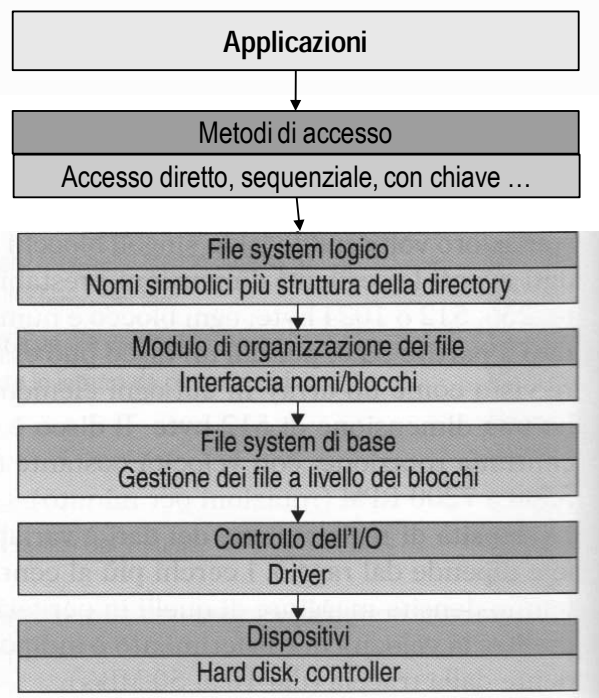 Applicazioni
Metodi di accesso
Accesso diretto, sequenziale, con chiave ...
File system logico
Nomi simbolici più struttura della directory
Modulo di organizzazione dei file
Interfaccia nomi/blocchi
File system di base
Gestione dei file a livello dei blocchi
Controllo dell'I/O
Driver
Dispositivi
Hard disk, controller